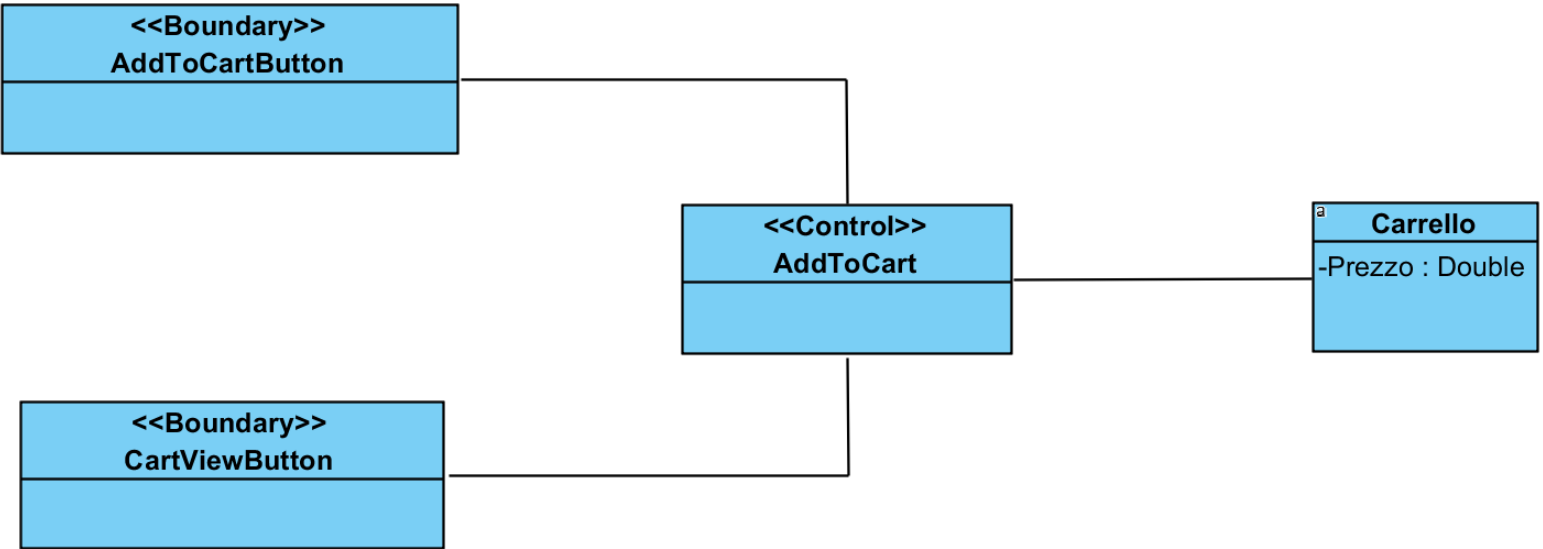 <<Boundary>>
AddToCartButton
<<Control>>
AddToCart
a
Carrello
-Prezzo : Double
<<Boundary>>
CartViewButton